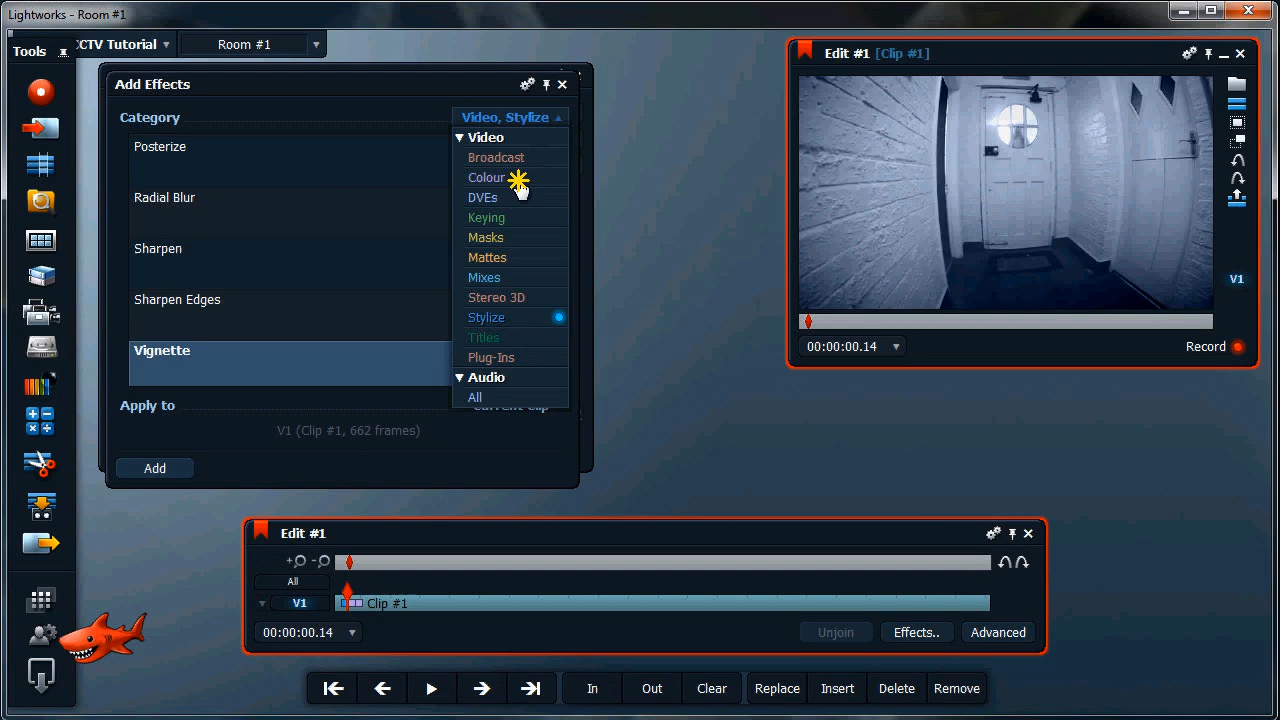 Lightworks - Room #1
Tools
CCTV Tutorial
Room #1
Add Effects
Category
Video, Stylize
Posterize
Radial Blur
Sharpen
Sharpen Edges
Vignette
Video
Broadcast
Colour
DVEs
Keying
Masks
Mattes
Mixes
Stereo 3D
Stylize
Titles
Plug-Ins
Audio
All
Apply to
Current Clip
V1 (Clip #1, 662 frames)
Add
Edit #1 [Clip #1]
V1
00:00:00.14
Record
Edit #1
All
V1
Clip #1
00:00:00.14
Unjoin
Effects..
Advanced
In
Out
Clear
Replace
Insert
Delete
Remove